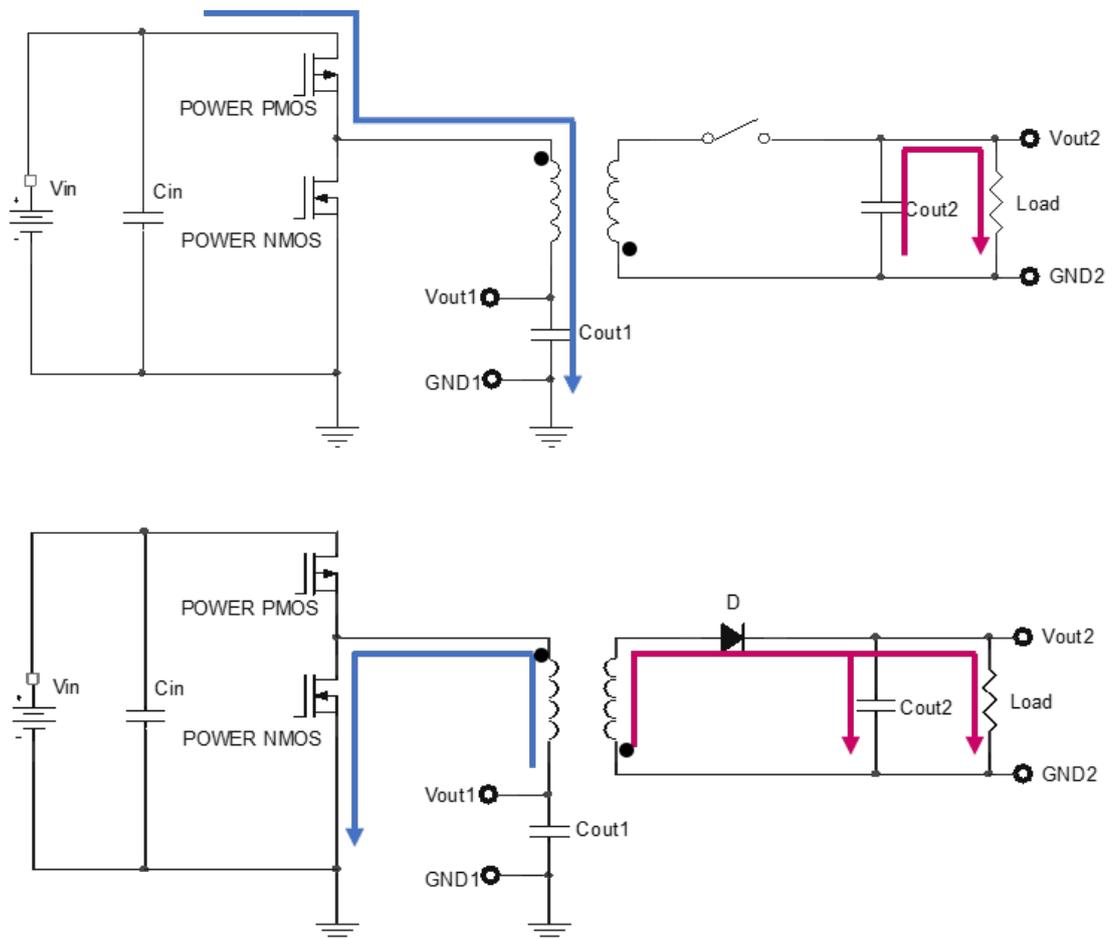 POWER PMOS
Vin
Cin
POWER NMOS
Vout1
Cout1
GND1
Vout2
Cout2
Load
GND2
+
-
POWER PMOS
Vin
Cin
POWER NMOS
Vout1
Cout1
GND1
D
Vout2
Cout2
Load
GND2
+
-